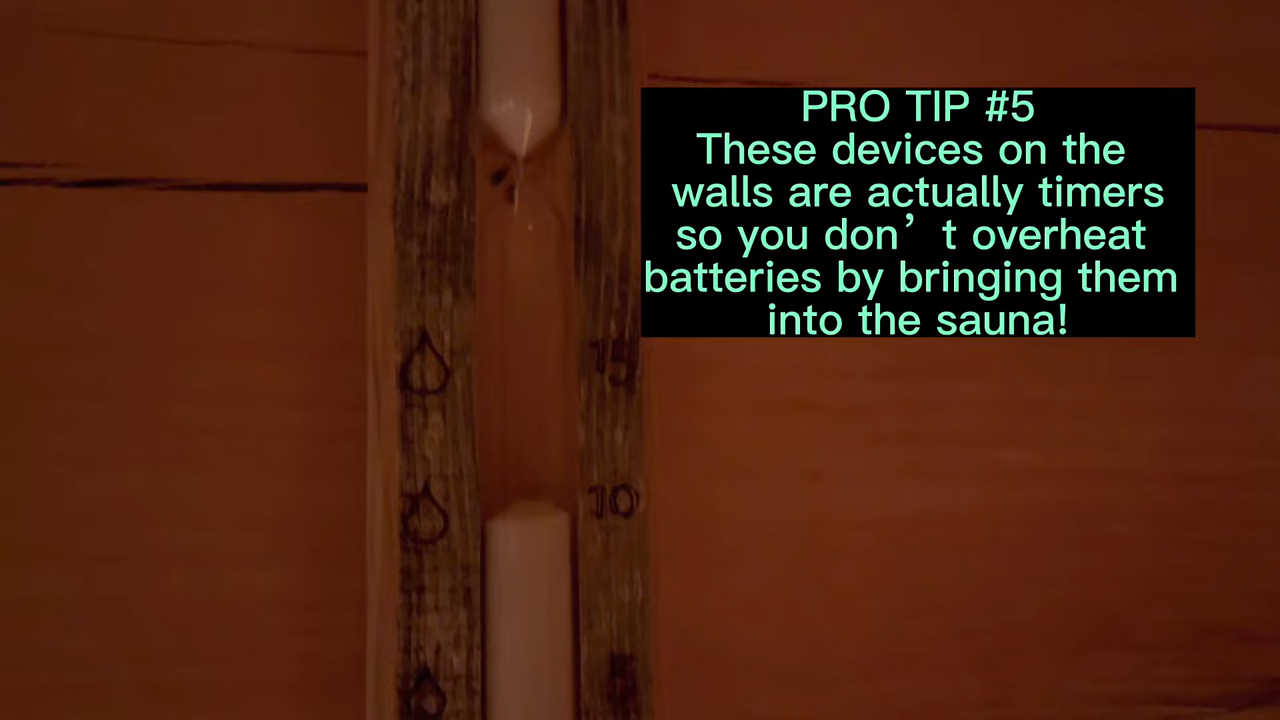 PRO TIP #5
These devices on the
walls are actually timers
so you don’t overheat
batteries by bringing them
into the sauna!
15
10
5